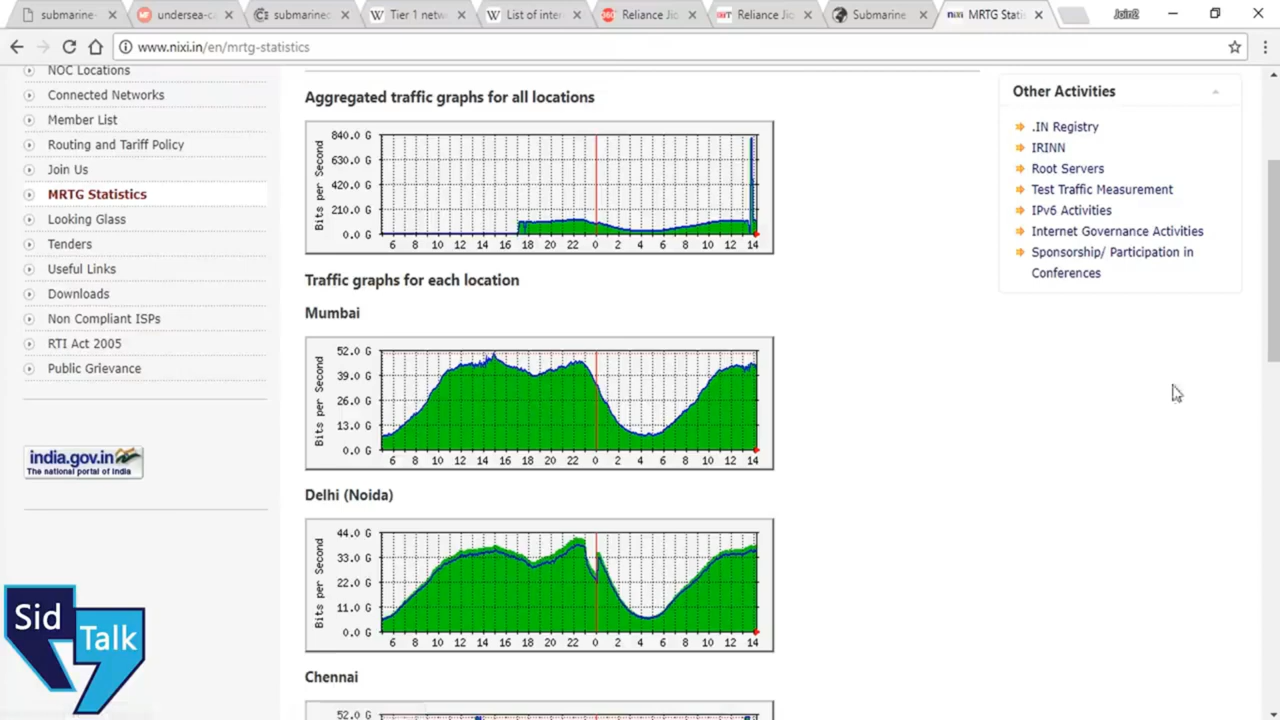 submarine-
undersea-ca
submarinec
Tier 1 netw
List of inter
Reliance Jio
Reliance Jio
Submarine
nixi MRTG Statis
Join2
www.nixi.in/en/mrtg-statistics
NOC Locations
Connected Networks
Member List
Routing and Tariff Policy
Join Us
MRTG Statistics
Looking Glass
Tenders
Useful Links
Downloads
Non Compliant ISPs
RTI Act 2005
Public Grievance
india.gov.in
The national portal of India
Sid
Talk
Aggregated traffic graphs for all locations
Bits per Second
840.0 G
630.0 G
420.0 G
210.0 G
0.0 G
6 8 10 12 14 16 18 20 22 0 2 4 6 8 10 12 14
Traffic graphs for each location
Mumbai
Bits per Second
52.0 G
39.0 G
26.0 G
13.0 G
0.0 G
6 8 10 12 14 16 18 20 22 0 2 4 6 8 10 12 14
Delhi (Noida)
Bits per Second
44.0 G
33.0 G
22.0 G
11.0 G
0.0 G
6 8 10 12 14 16 18 20 22 0 2 4 6 8 10 12 14
Chennai
52.0 G
Other Activities
.IN Registry
IRINN
Root Servers
Test Traffic Measurement
IPv6 Activities
Internet Governance Activities
Sponsorship/ Participation in
Conferences